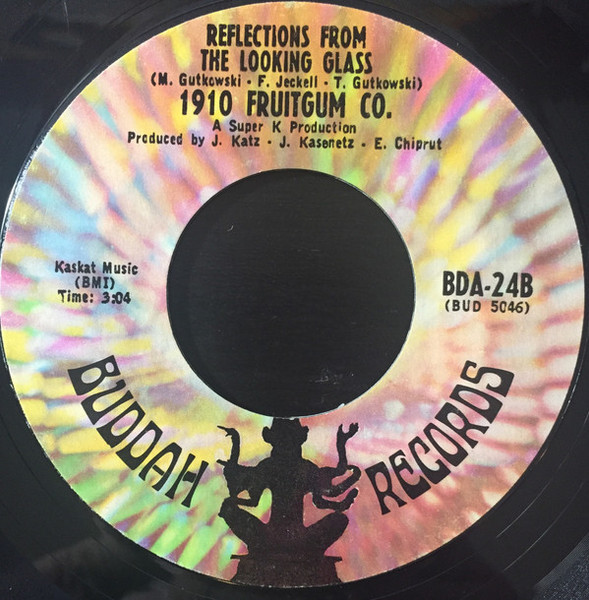 REFLECTIONS FROM
THE LOOKING GLASS
(M. Gutkowski · F. Jeckell · T. Gutkowski)
1910 FRUITGUM CO.
A Super K Production
Produced by J. Katz · J. Kasenetz · E. Chiprut
Kaskat Music
(BMI)
Time: 3:04
BDA-24B
(BUD 5046)
BUDDAH RECORDS